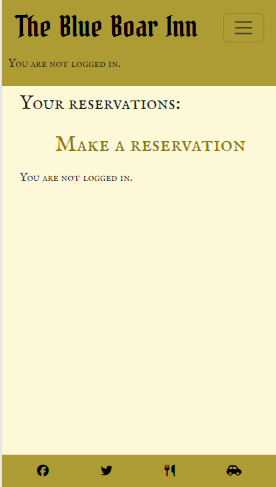 The Blue Boar Inn
You are not logged in.
Your reservations:
Make a reservation
You are not logged in.